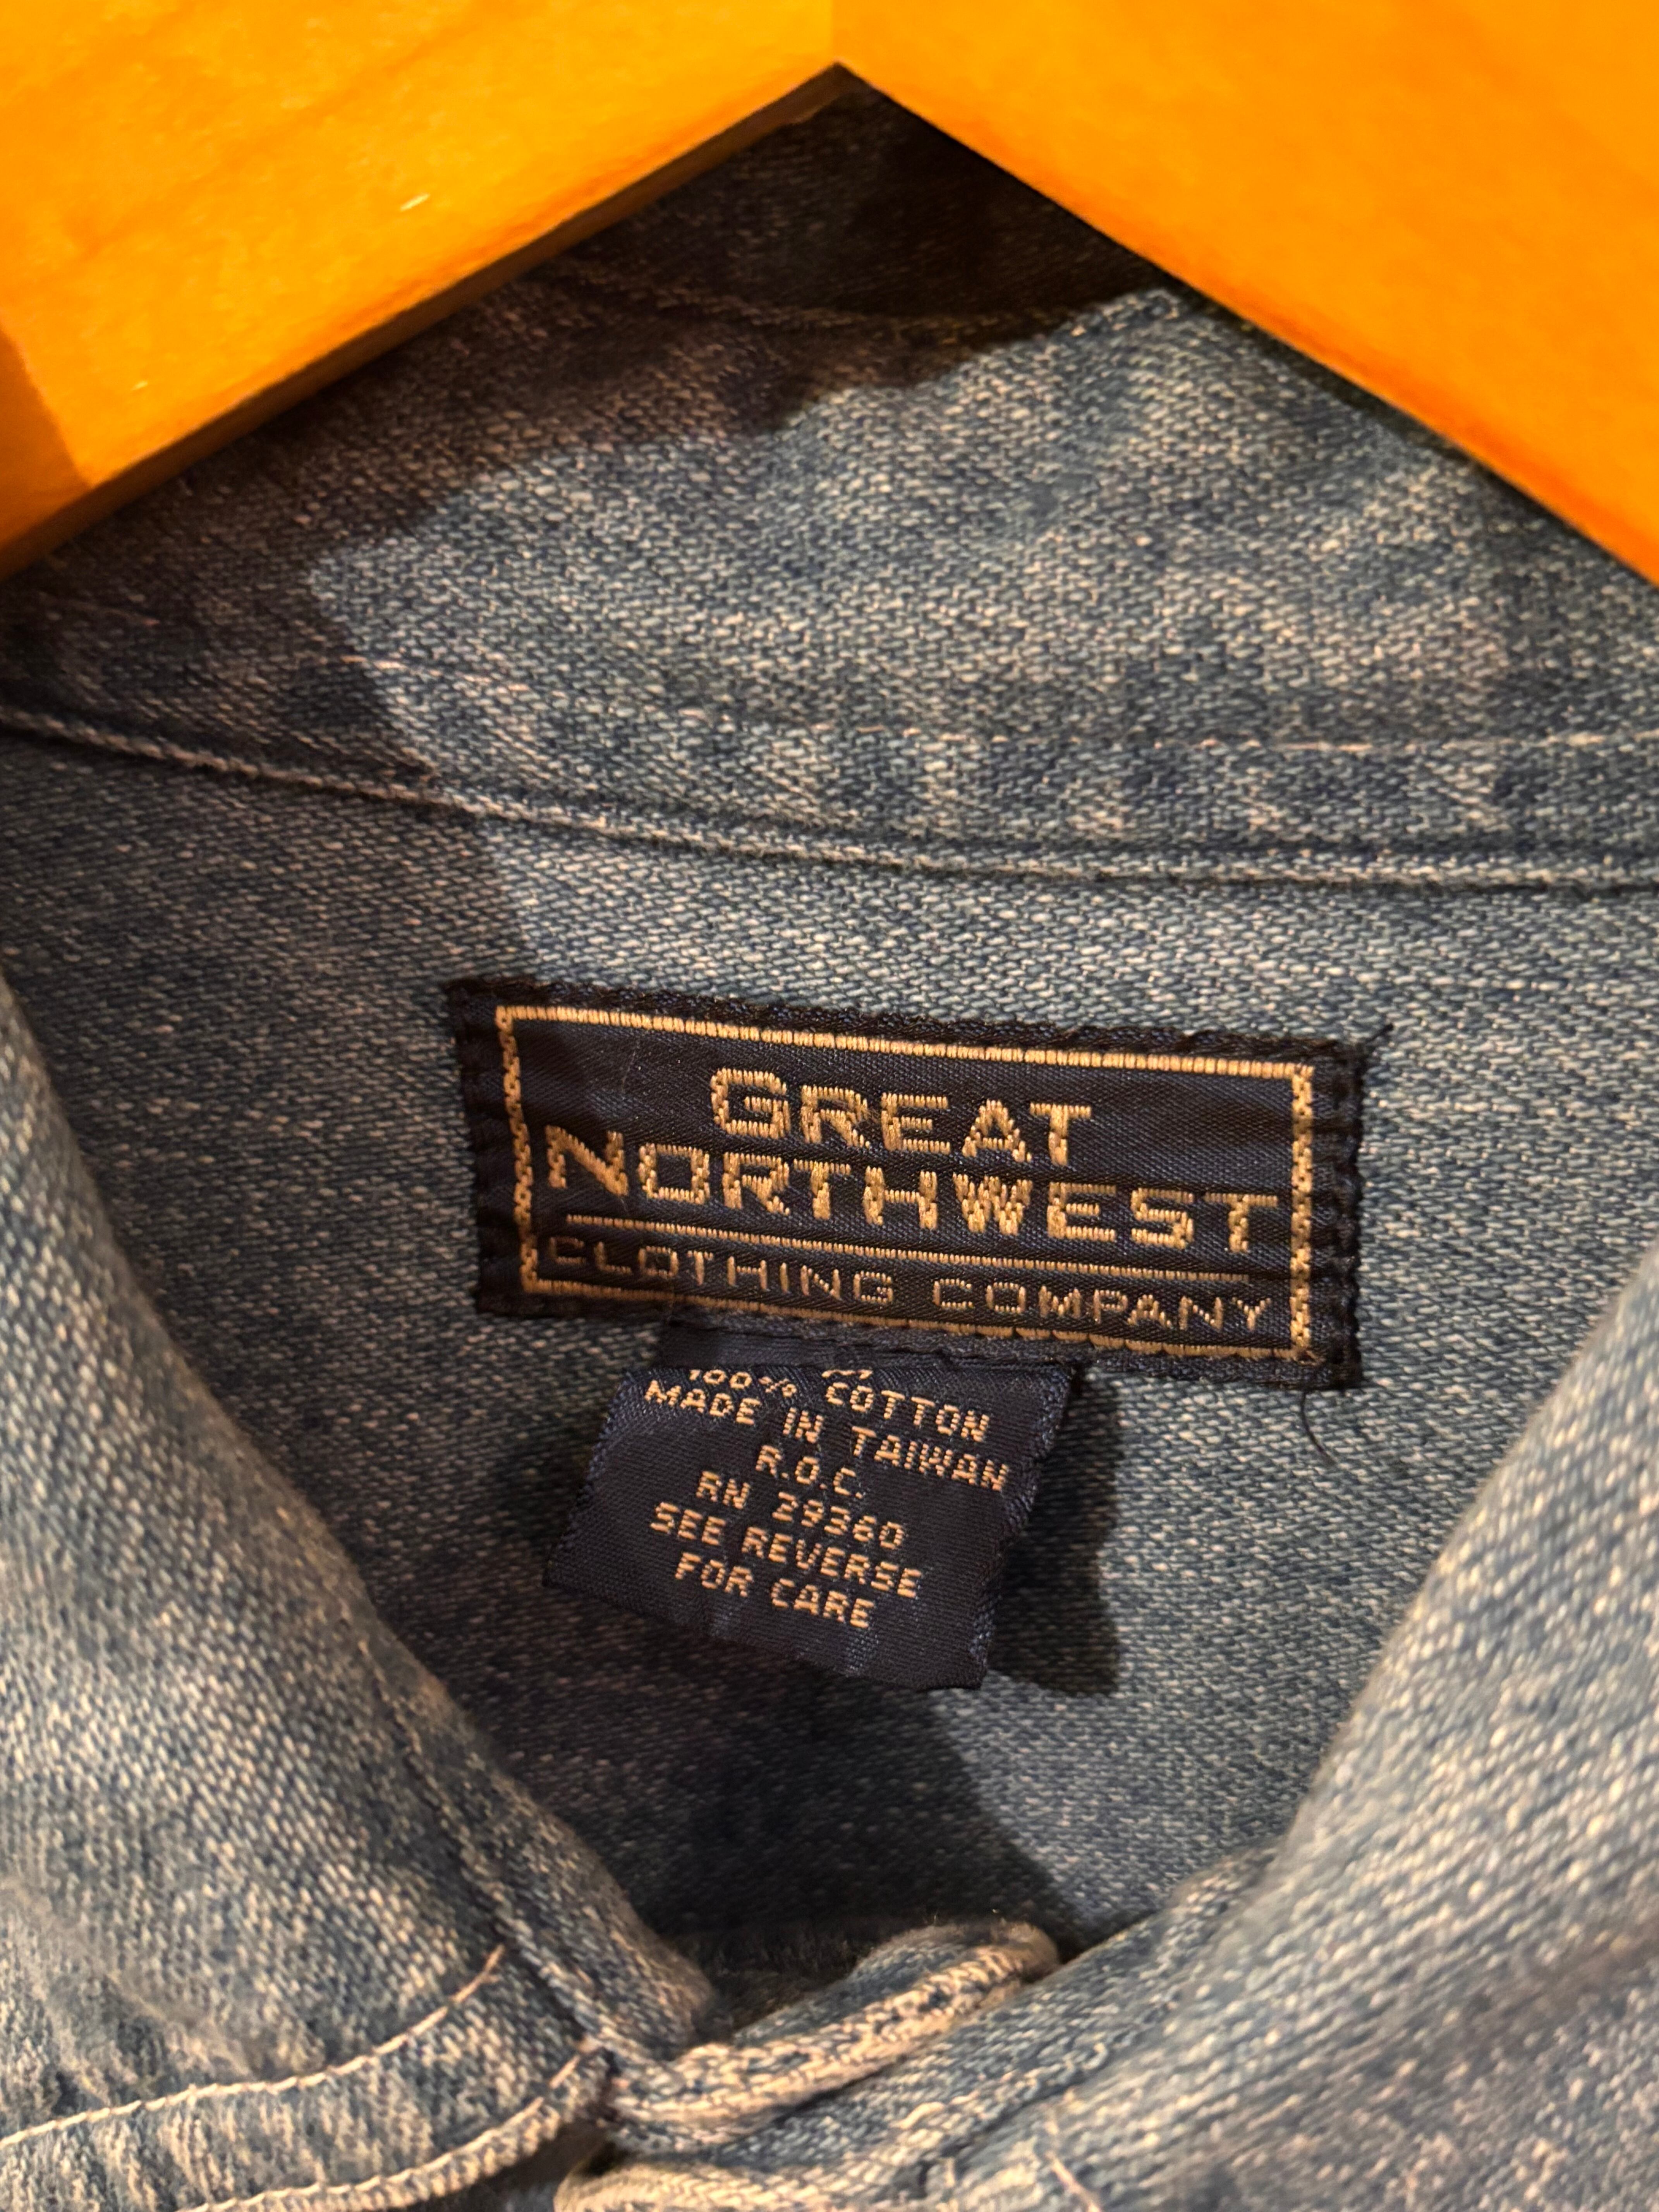 GREAT
NORTHWEST
CLOTHING COMPANY
100% COTTON
MADE IN TAIWAN
R.O.C.
RN 29360
SEE REVERSE
FOR CARE